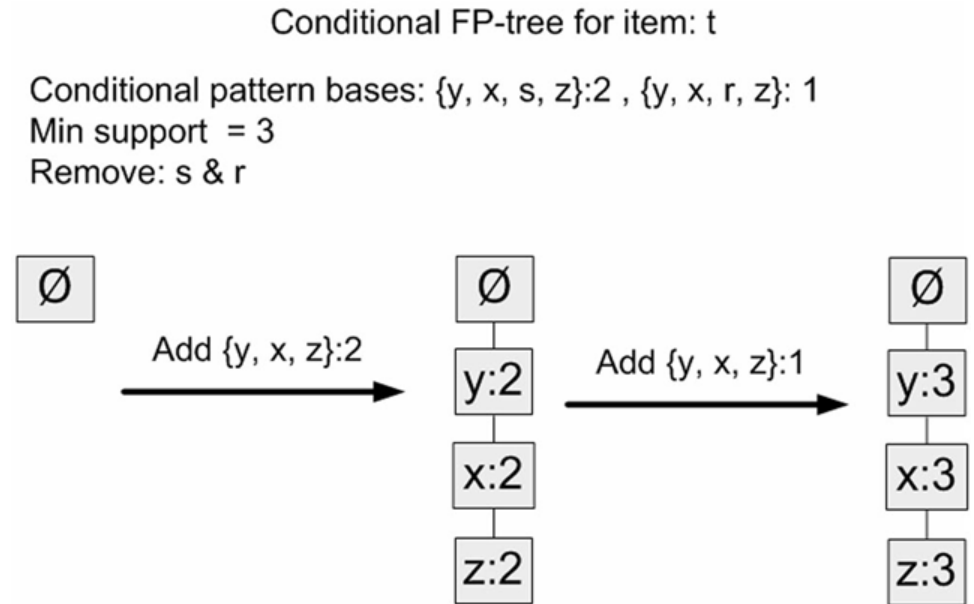 Conditional FP-tree for item: t
Conditional pattern bases: {y, x, s, z}:2 , {y, x, r, z}: 1
Min support = 3
Remove: s & r
Ø
Add {y, x, z}:2
Ø
y:2
x:2
z:2
Add {y, x, z}:1
Ø
y:3
x:3
z:3